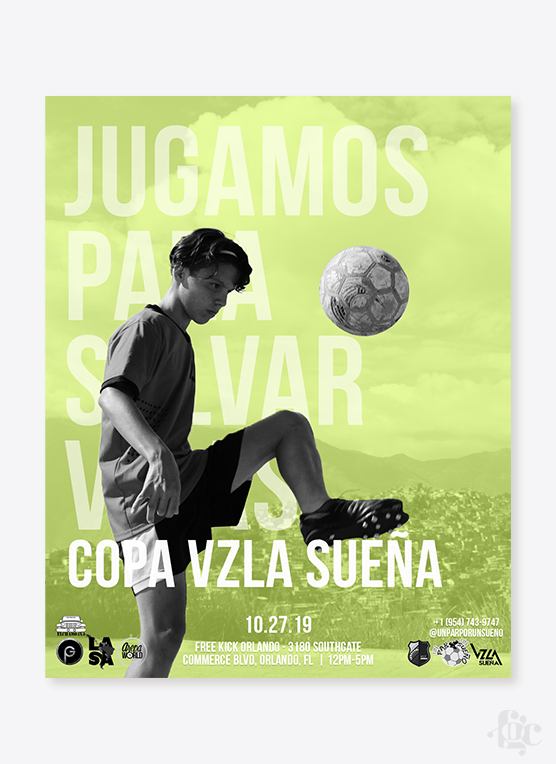 JUGAMOS
PARA
SALVAR
VIDAS
COPA VZLA SUEÑA
10.27.19
FREE KICK ORLANDO - 3180 SOUTHGATE
COMMERCE BLVD, ORLANDO, FL | 12PM-5PM
+1 (954) 743-9747
@UNPARPORUNSUENO
LA
SA
WORLD
VZLA
SUEÑA